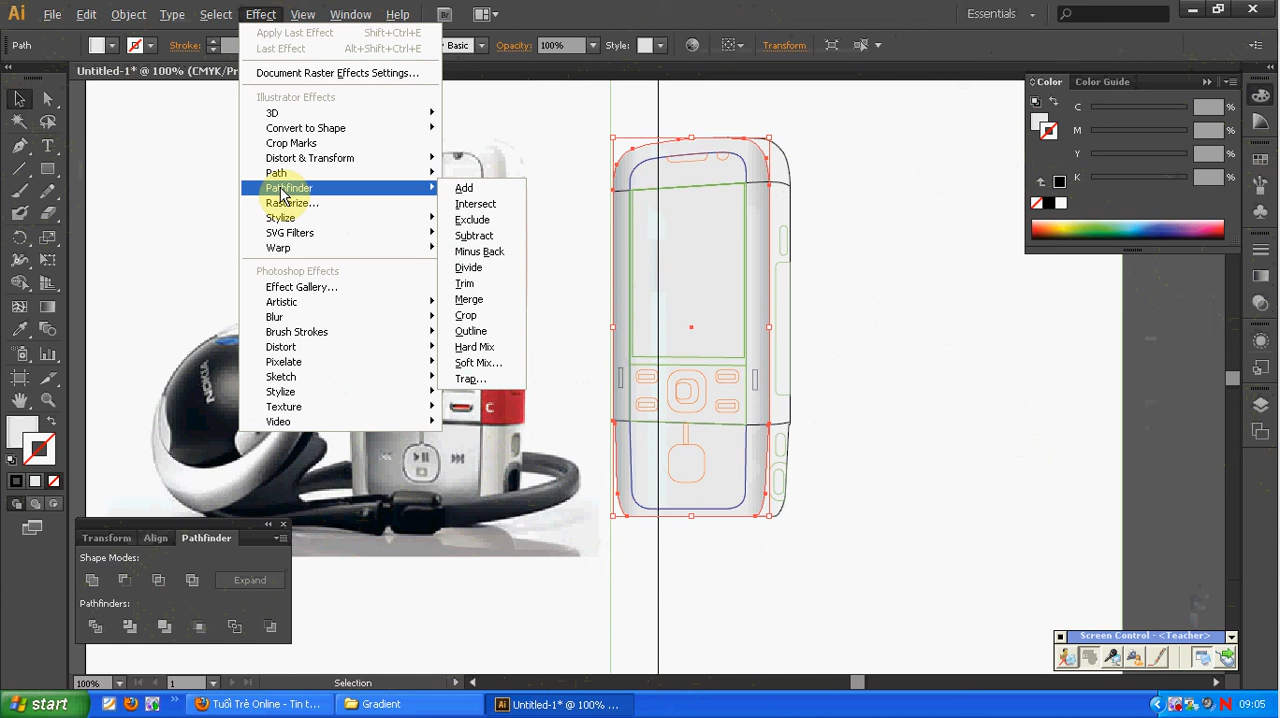 Ai File Edit Object Type Select Effect View Window Help Br Essentials
Path Stroke: Basic Opacity: 100% Style: Transform
Untitled-1* @ 100% (CMYK/Pr
Apply Last Effect Shift+Ctrl+E
Last Effect Alt+Shift+Ctrl+E
Document Raster Effects Settings...
Illustrator Effects
3D
Convert to Shape
Crop Marks
Distort & Transform
Path
Pathfinder
Rasterize...
Stylize
SVG Filters
Warp
Photoshop Effects
Effect Gallery...
Artistic
Blur
Brush Strokes
Distort
Pixelate
Sketch
Stylize
Texture
Video
Add
Intersect
Exclude
Subtract
Minus Back
Divide
Trim
Merge
Crop
Outline
Hard Mix
Soft Mix...
Trap...
Color Color Guide
C %
M %
Y %
K %
NOKIA
C
Transform Align Pathfinder
Shape Modes:
Expand
Pathfinders:
Screen Control - <Teacher>
100% 1 Selection
start Tuổi Trẻ Online - Tin t... Gradient Ai Untitled-1* @ 100% ... N 09:05